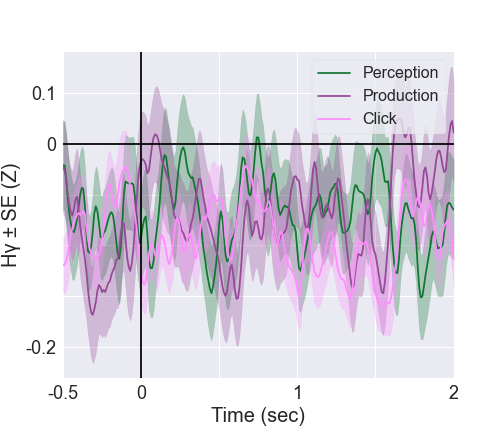 Perception
Production
Click
0.1
0
-0.2
Hγ ± SE (Z)
-0.5
0
1
2
Time (sec)